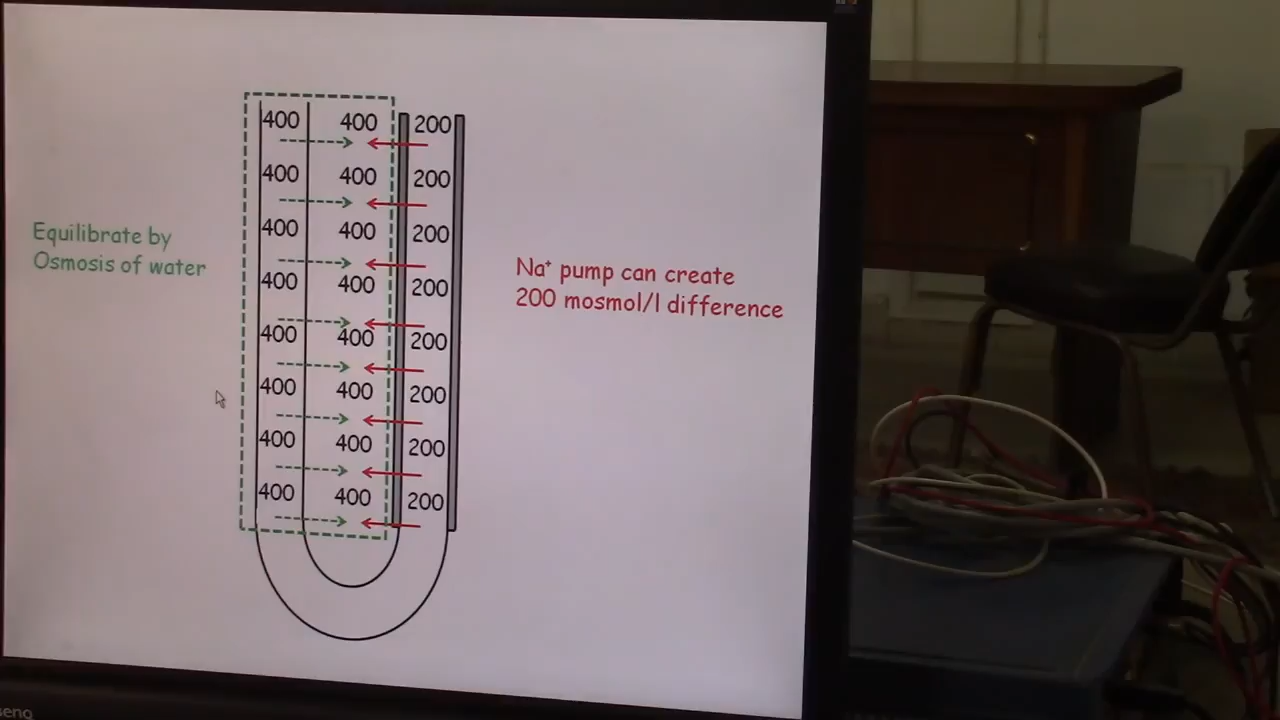 400 400 200
400 400 200
400 400 200
400 400 200
400 400 200
400 400 200
400 400 200
400 400 200
Equilibrate by
Osmosis of water
Na⁺ pump can create
200 mosmol/l difference